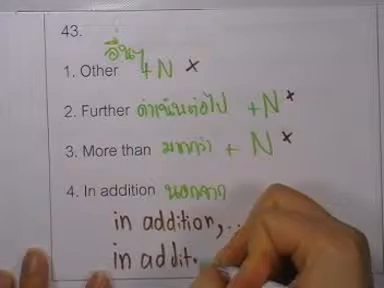 43.
อื่นๆ
1. Other +N ×
2. Further ดำเนินต่อไป +N ×
3. More than มากกว่า + N ×
4. In addition นอกจาก
in addition,..
in addit